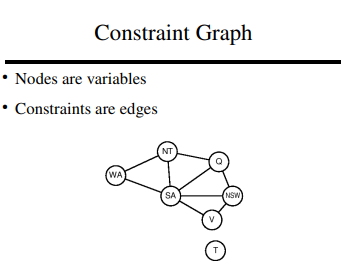 Constraint Graph
• Nodes are variables
• Constraints are edges
NT
Q
WA
SA
NSW
V
T